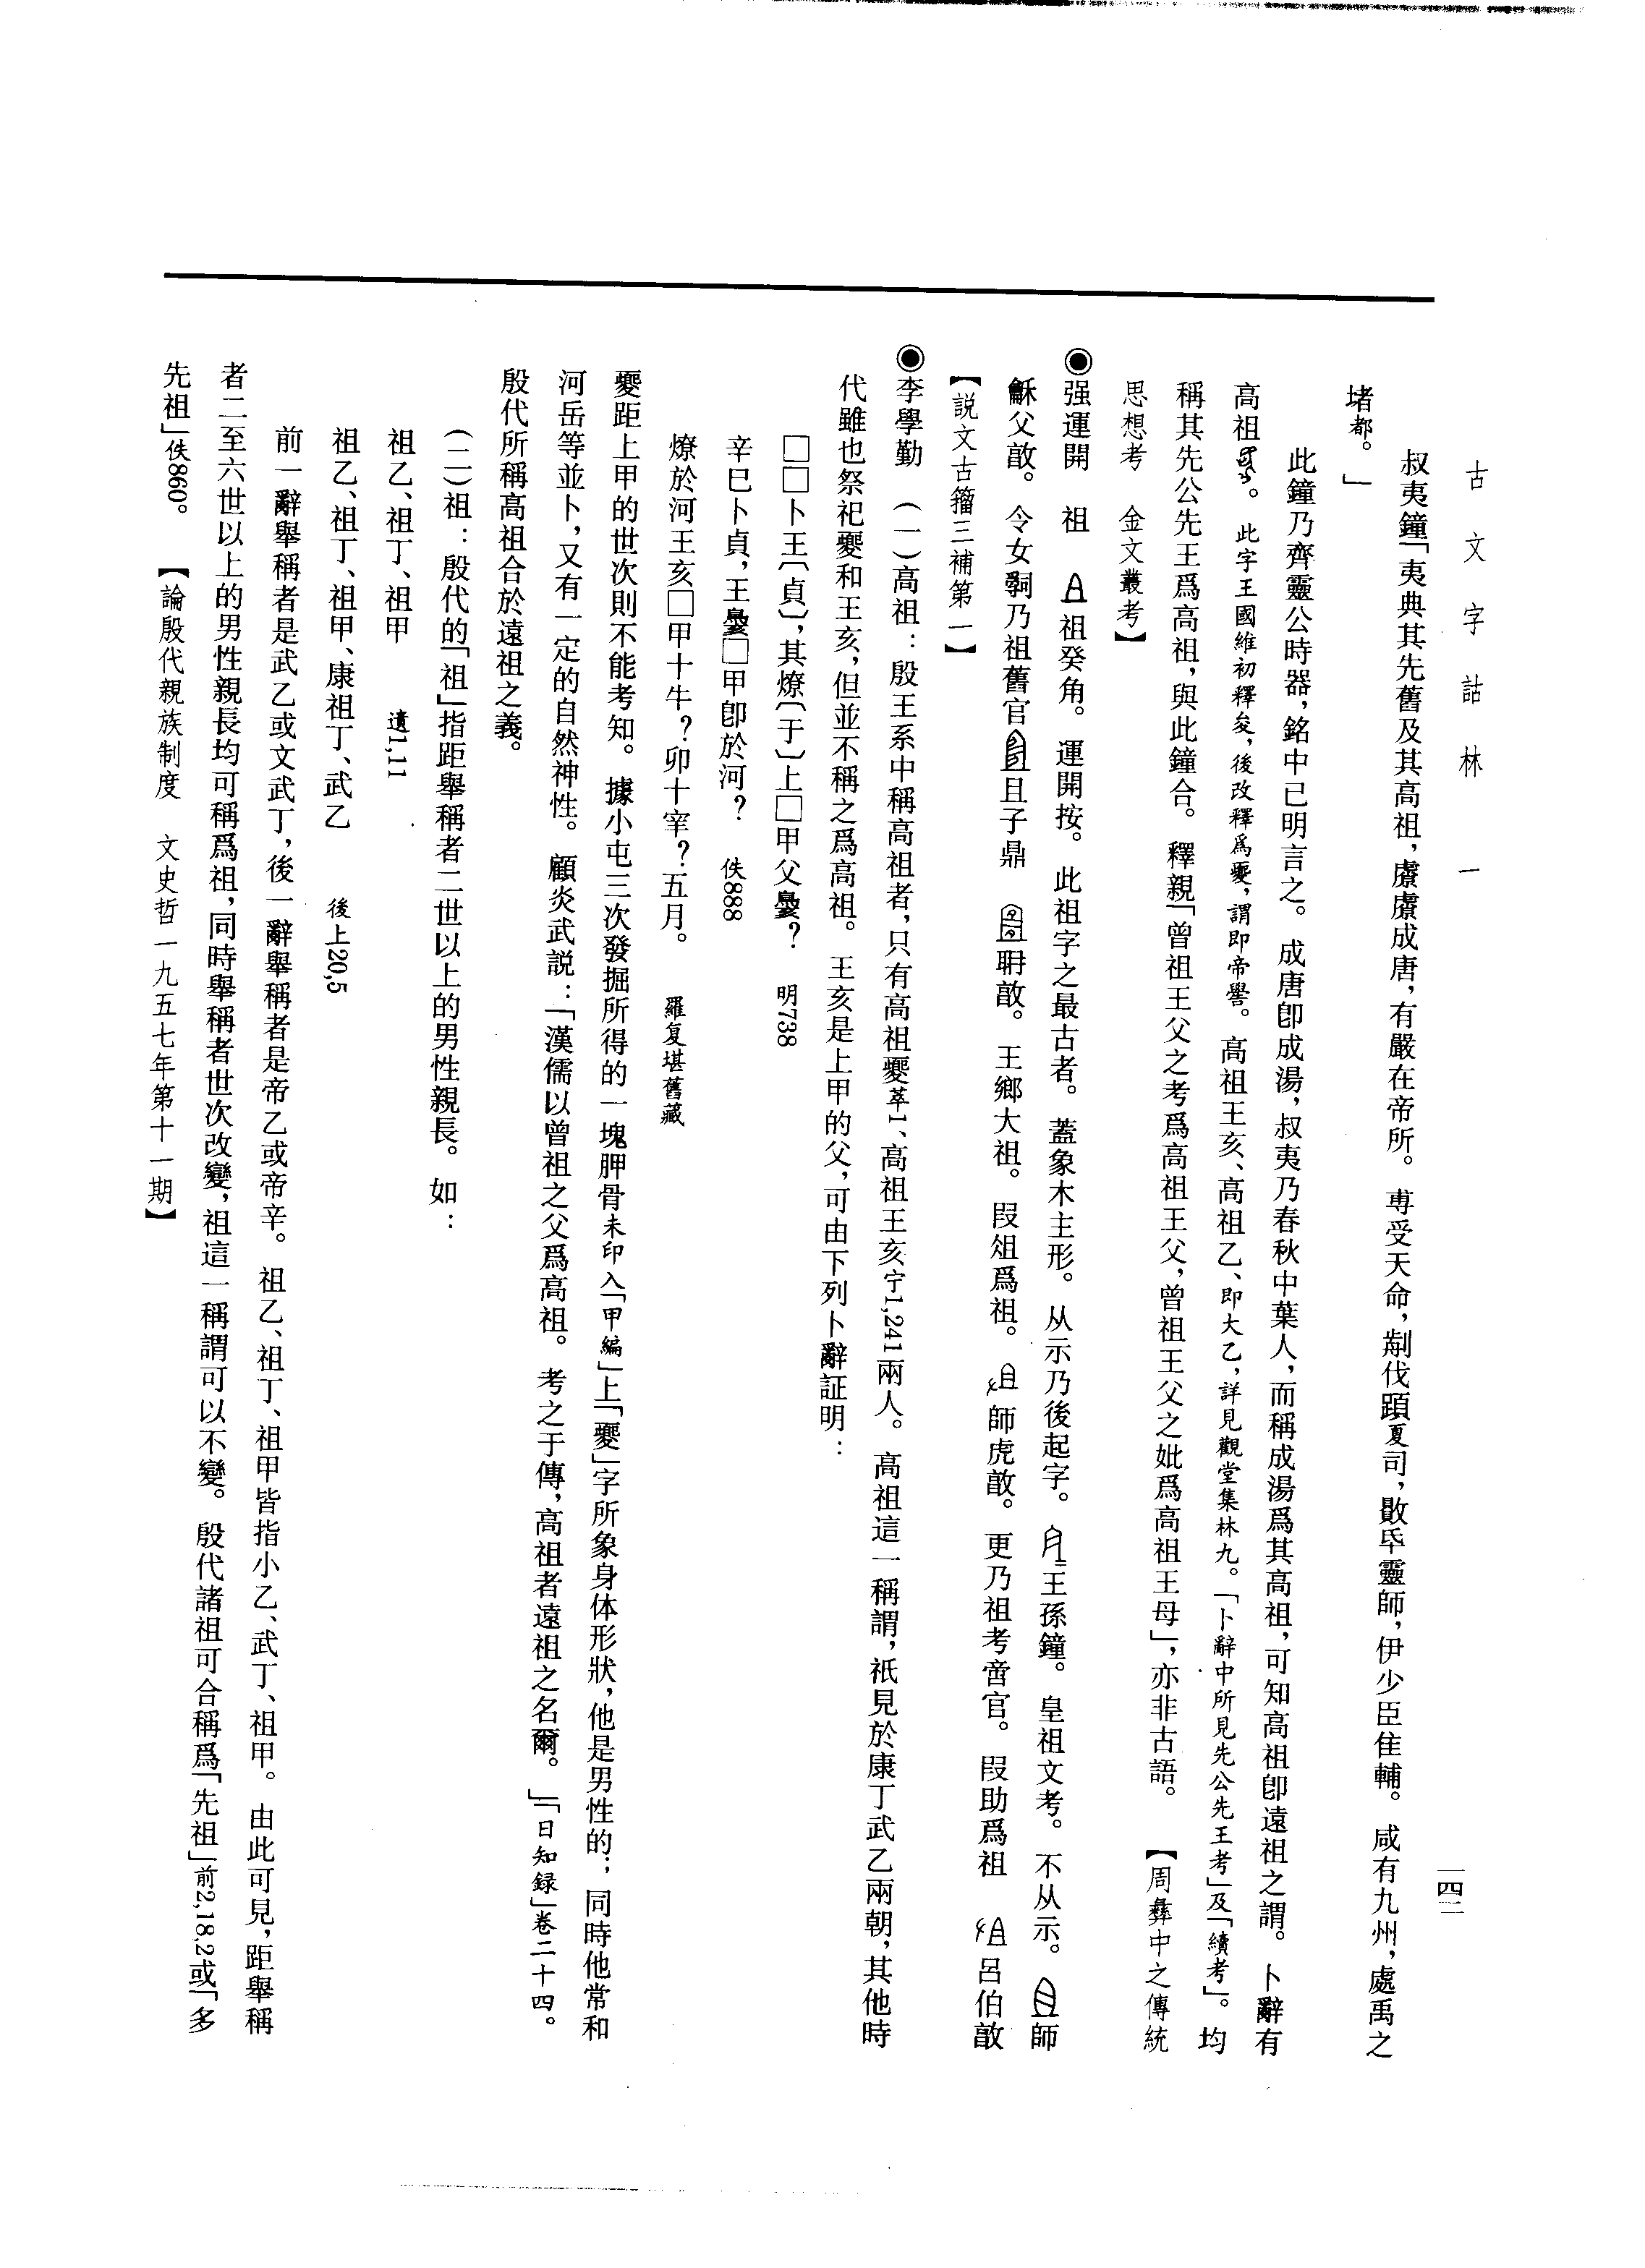 古文字詁林 一
一四二
叔夷鐘「夷典其先舊及其高祖，虩虩成唐，有嚴在帝所。尃受天命，伐夏司，敗靈師，伊少臣隹輔。咸有九州，處禹之
堵都。」
此鐘乃齊靈公時器，銘中已明言之。成唐卽成湯，叔夷乃春秋中葉人，而稱成湯爲其高祖，可知高祖卽遠祖之謂。卜辭有
高祖。此字王國維初釋夋，後改釋爲夒，謂即帝嚳。高祖王亥、高祖乙、即大乙，詳見觀堂集林九。「卜辭中所見先公先王考」及「續考」。均
稱其先公先王爲高祖，與此鐘合。釋親「曾祖王父之考爲高祖王父，曾祖王父之妣爲高祖王母」，亦非古語。【周彝中之傳統
思想考　金文叢考】
◉强運開　祖　祖癸角。運開按。此祖字之最古者。蓋象木主形。从示乃後起字。王孫鐘。皇祖文考。不从示。師
龢父敃。令女嗣乃祖舊官 且子鼎　敃。王鄉大祖。叚俎爲祖。師虎敃。更乃祖考啻官。叚助爲祖　呂伯敃
【説文古籀三補第一】
◉李學勤　（一）高祖：殷王系中稱高祖者，只有高祖夒萃1、高祖王亥宁1,241兩人。高祖這一稱謂，祇見於康丁武乙兩朝，其他時
代雖也祭祀夒和王亥，但並不稱之爲高祖。王亥是上甲的父，可由下列卜辭証明：
□□卜王〔貞〕，其燎〔于〕上□甲父？　明738
辛巳卜貞，王□甲卽於河？　佚888
燎於河王亥□甲十牛？卯十宰？五月。　羅复堪舊藏
夒距上甲的世次則不能考知。據小屯三次發掘所得的一塊胛骨未印入「甲編」上「夒」字所象身体形狀，他是男性的；同時他常和
河岳等並卜，又有一定的自然神性。顧炎武説：「漢儒以曾祖之父爲高祖。考之于傳，高祖者遠祖之名爾。」「日知録」卷二十四。
殷代所稱高祖合於遠祖之義。
（二）祖：殷代的「祖」指距舉稱者二世以上的男性親長。如：
祖乙、祖丁、祖甲　遺1,11
祖乙、祖丁、祖甲、康祖丁、武乙　後上20,5
前一辭舉稱者是武乙或文武丁，後一辭舉稱者是帝乙或帝辛。祖乙、祖丁、祖甲皆指小乙、武丁、祖甲。由此可見，距舉稱
者二至六世以上的男性親長均可稱爲祖，同時舉稱者世次改變，祖這一稱謂可以不變。殷代諸祖可合稱爲「先祖」前2,18,2或「多
先祖」佚860。　【論殷代親族制度　文史哲一九五七年第十一期】